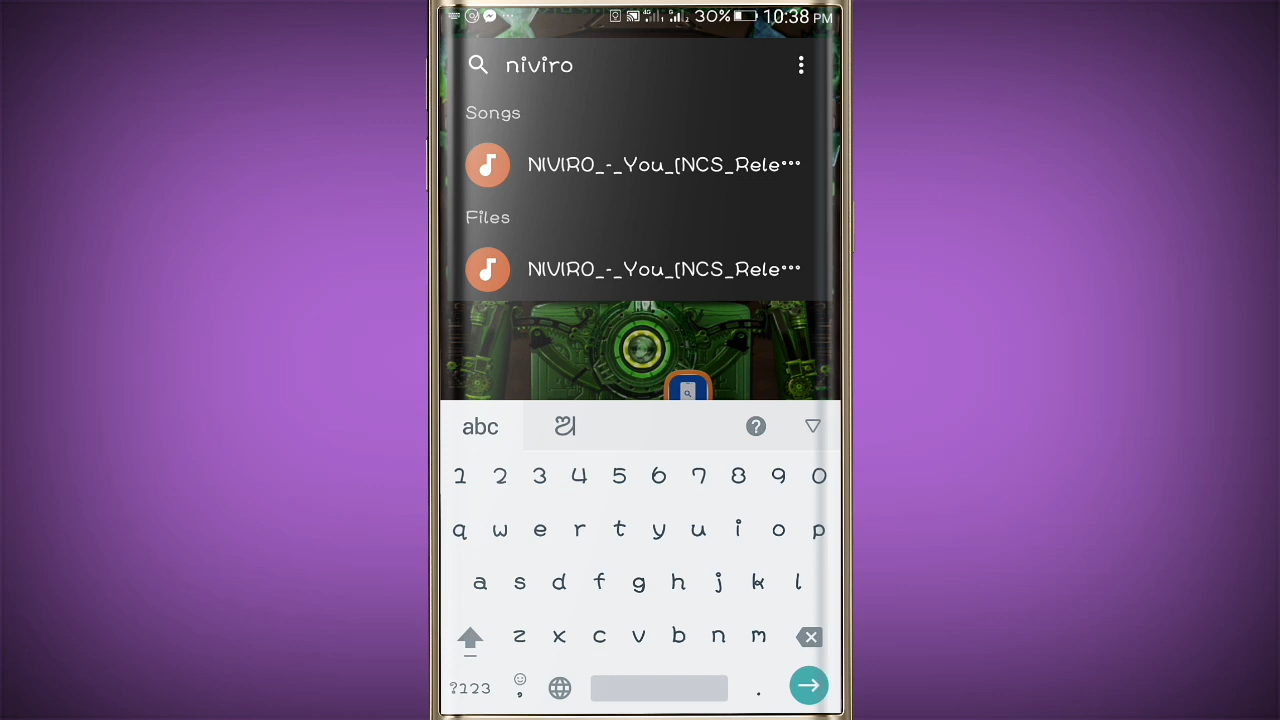 30% 10:38 PM
niviro
Songs
NIVIRO_-_You_(NCS_Rele...
Files
NIVIRO_-_You_(NCS_Rele...
abc ଅ
1 2 3 4 5 6 7 8 9 0
q w e r t y u i o p
a s d f g h j k l
z x c v b n m
?123 , .